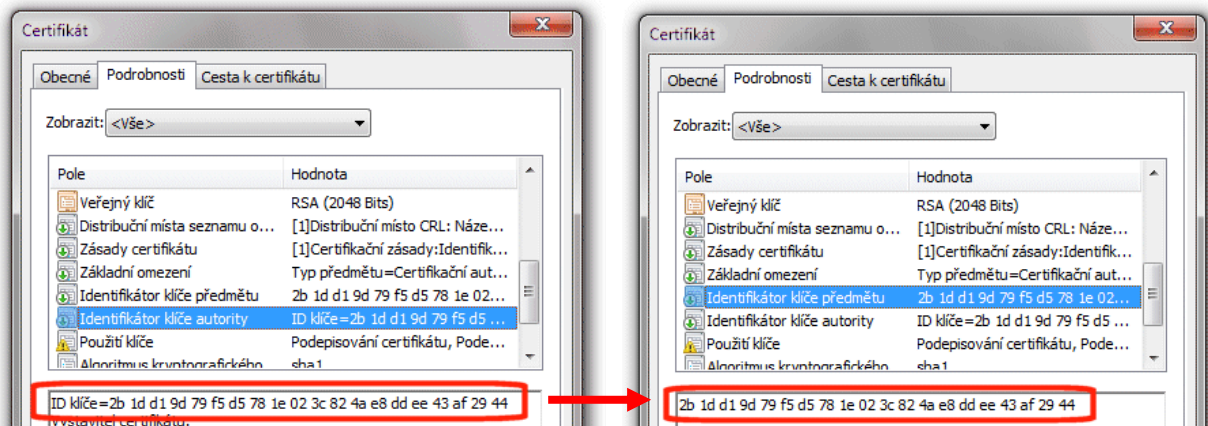 Certifikát
Obecné Podrobnosti Cesta k certifikátu
Zobrazit: <Vše>
Pole Hodnota
Veřejný klíč RSA (2048 Bits)
Distribuční místa seznamu o... [1]Distribuční místo CRL: Náze...
Zásady certifikátu [1]Certifikační zásady:Identifik...
Základní omezení Typ předmětu=Certifikační aut...
Identifikátor klíče předmětu 2b 1d d1 9d 79 f5 d5 78 1e 02...
Identifikátor klíče autority ID klíče=2b 1d d1 9d 79 f5 d5 ...
Použití klíče Podepisování certifikátu, Pode...
Algoritmus kryptografického sha1
ID klíče=2b 1d d1 9d 79 f5 d5 78 1e 02 3c 82 4a e8 dd ee 43 af 29 44
Vystavitel certifikátu:
Certifikát
Obecné Podrobnosti Cesta k certifikátu
Zobrazit: <Vše>
Pole Hodnota
Veřejný klíč RSA (2048 Bits)
Distribuční místa seznamu o... [1]Distribuční místo CRL: Náze...
Zásady certifikátu [1]Certifikační zásady:Identifik...
Základní omezení Typ předmětu=Certifikační aut...
Identifikátor klíče předmětu 2b 1d d1 9d 79 f5 d5 78 1e 02...
Identifikátor klíče autority ID klíče=2b 1d d1 9d 79 f5 d5 ...
Použití klíče Podepisování certifikátu, Pode...
Algoritmus kryptografického sha1
2b 1d d1 9d 79 f5 d5 78 1e 02 3c 82 4a e8 dd ee 43 af 29 44